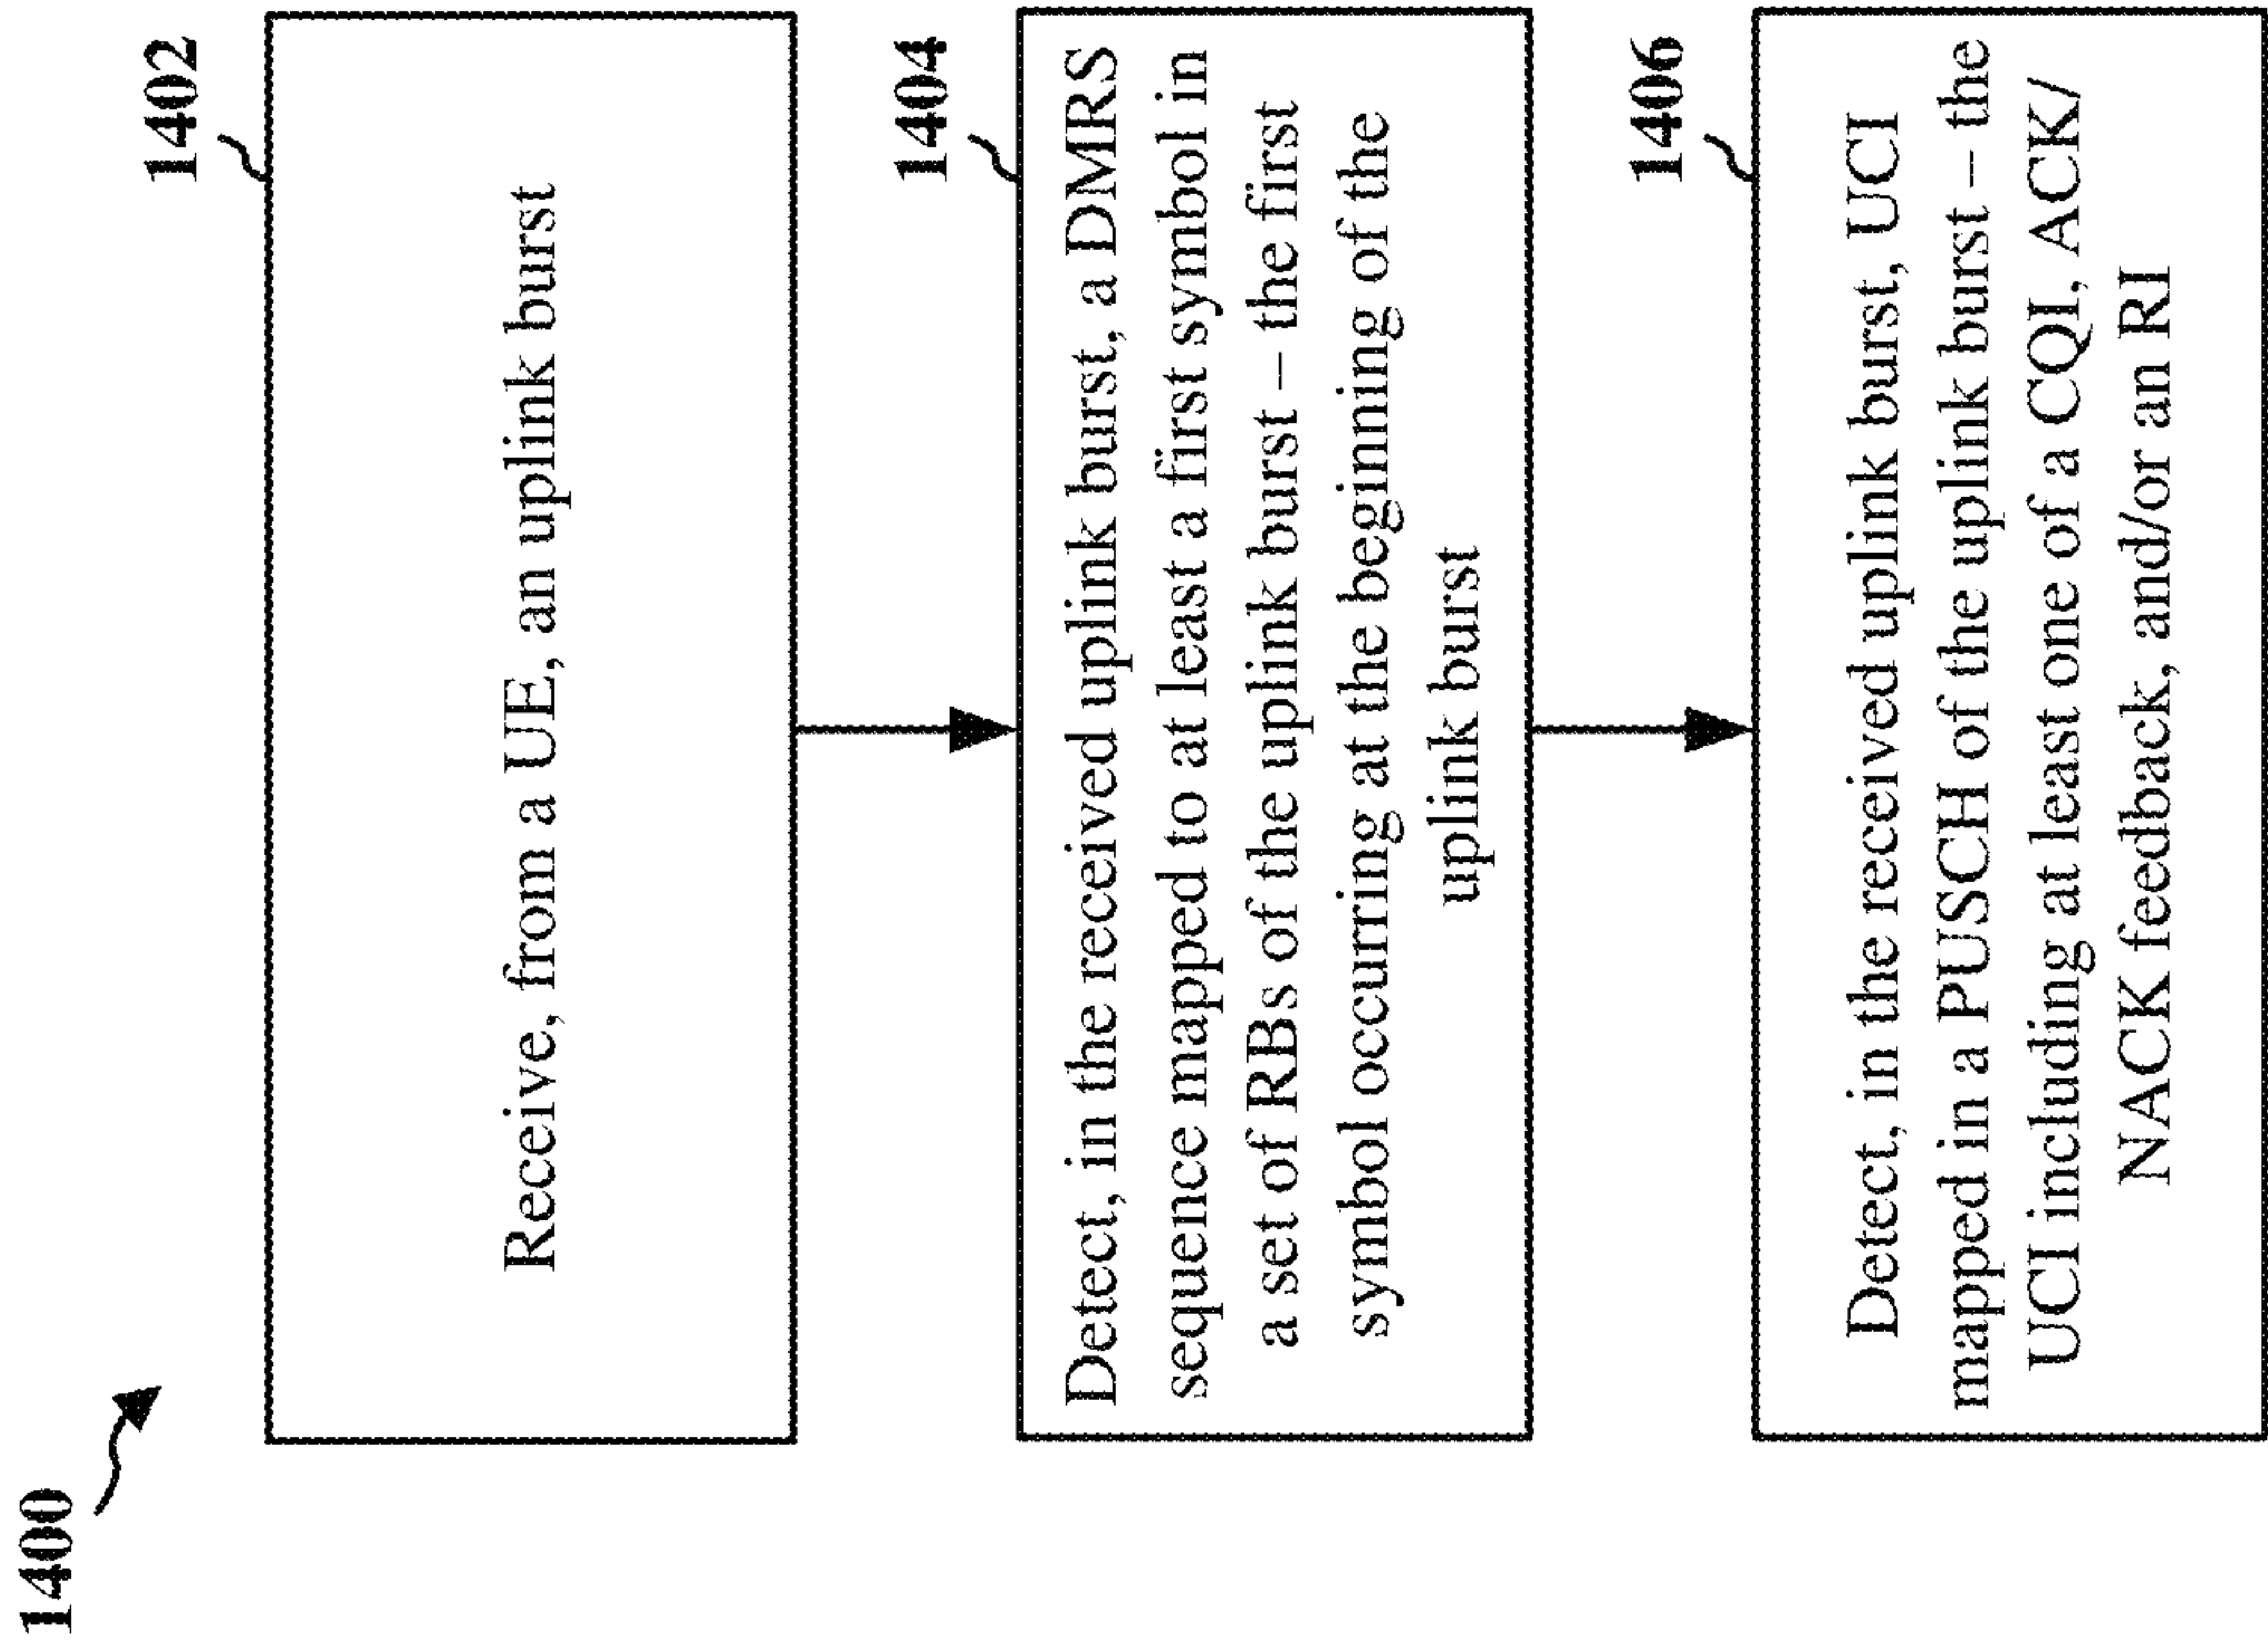 1400
1402
Receive, from a UE, an uplink burst
1404
Detect, in the received uplink burst, a DMRS
sequence mapped to at least a first symbol in
a set of RBs of the uplink burst – the first
symbol occurring at the beginning of the
uplink burst
1406
Detect, in the received uplink burst, UCI
mapped in a PUSCH of the uplink burst – the
UCI including at least one of a CQI, ACK/
NACK feedback, and/or an RI